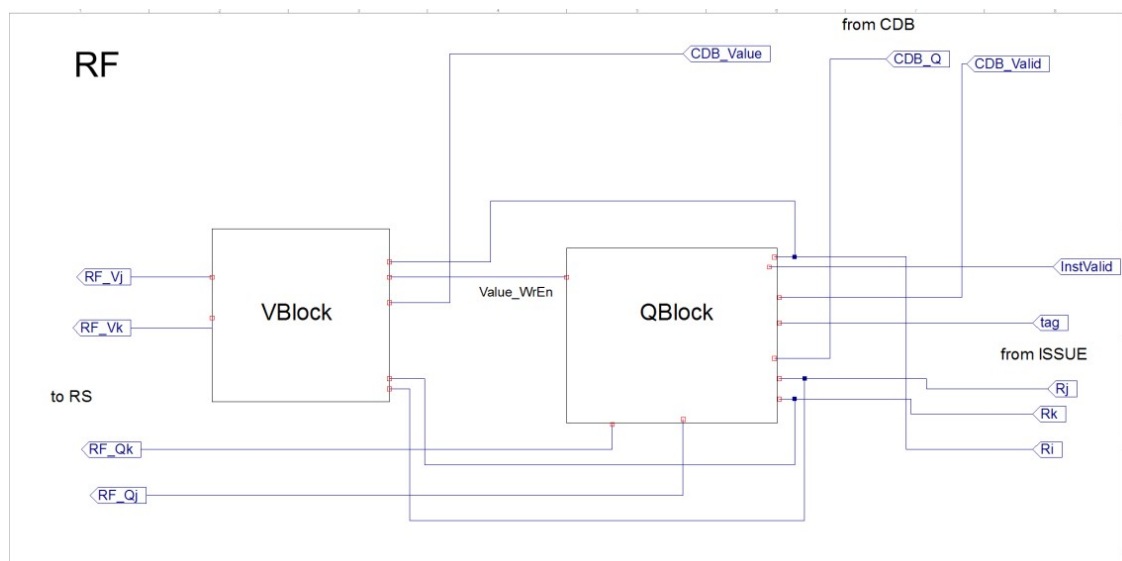 from CDB
RF
CDB_Value
CDB_Q
CDB_Valid
InstValid
RF_Vj
Value_WrEn
VBlock
QBlock
RF_Vk
tag
from ISSUE
to RS
Rj
Rk
RF_Qk
Ri
RF_Qj